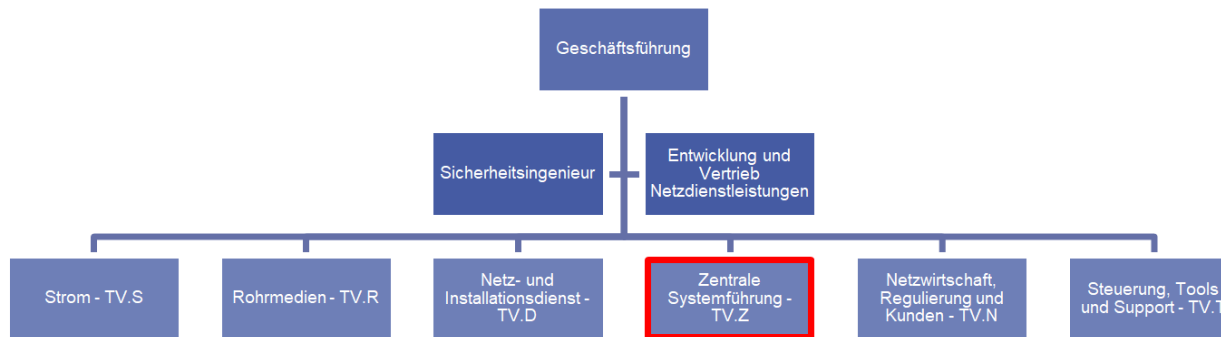 Geschäftsführung
Sicherheitsingenieur
Entwicklung und
Vertrieb
Netzdienstleistungen
Strom - TV.S
Rohrmedien - TV.R
Netz- und
Installationsdienst -
TV.D
Zentrale
Systemführung -
TV.Z
Netzwirtschaft,
Regulierung und
Kunden - TV.N
Steuerung, Tools
und Support - TV.T